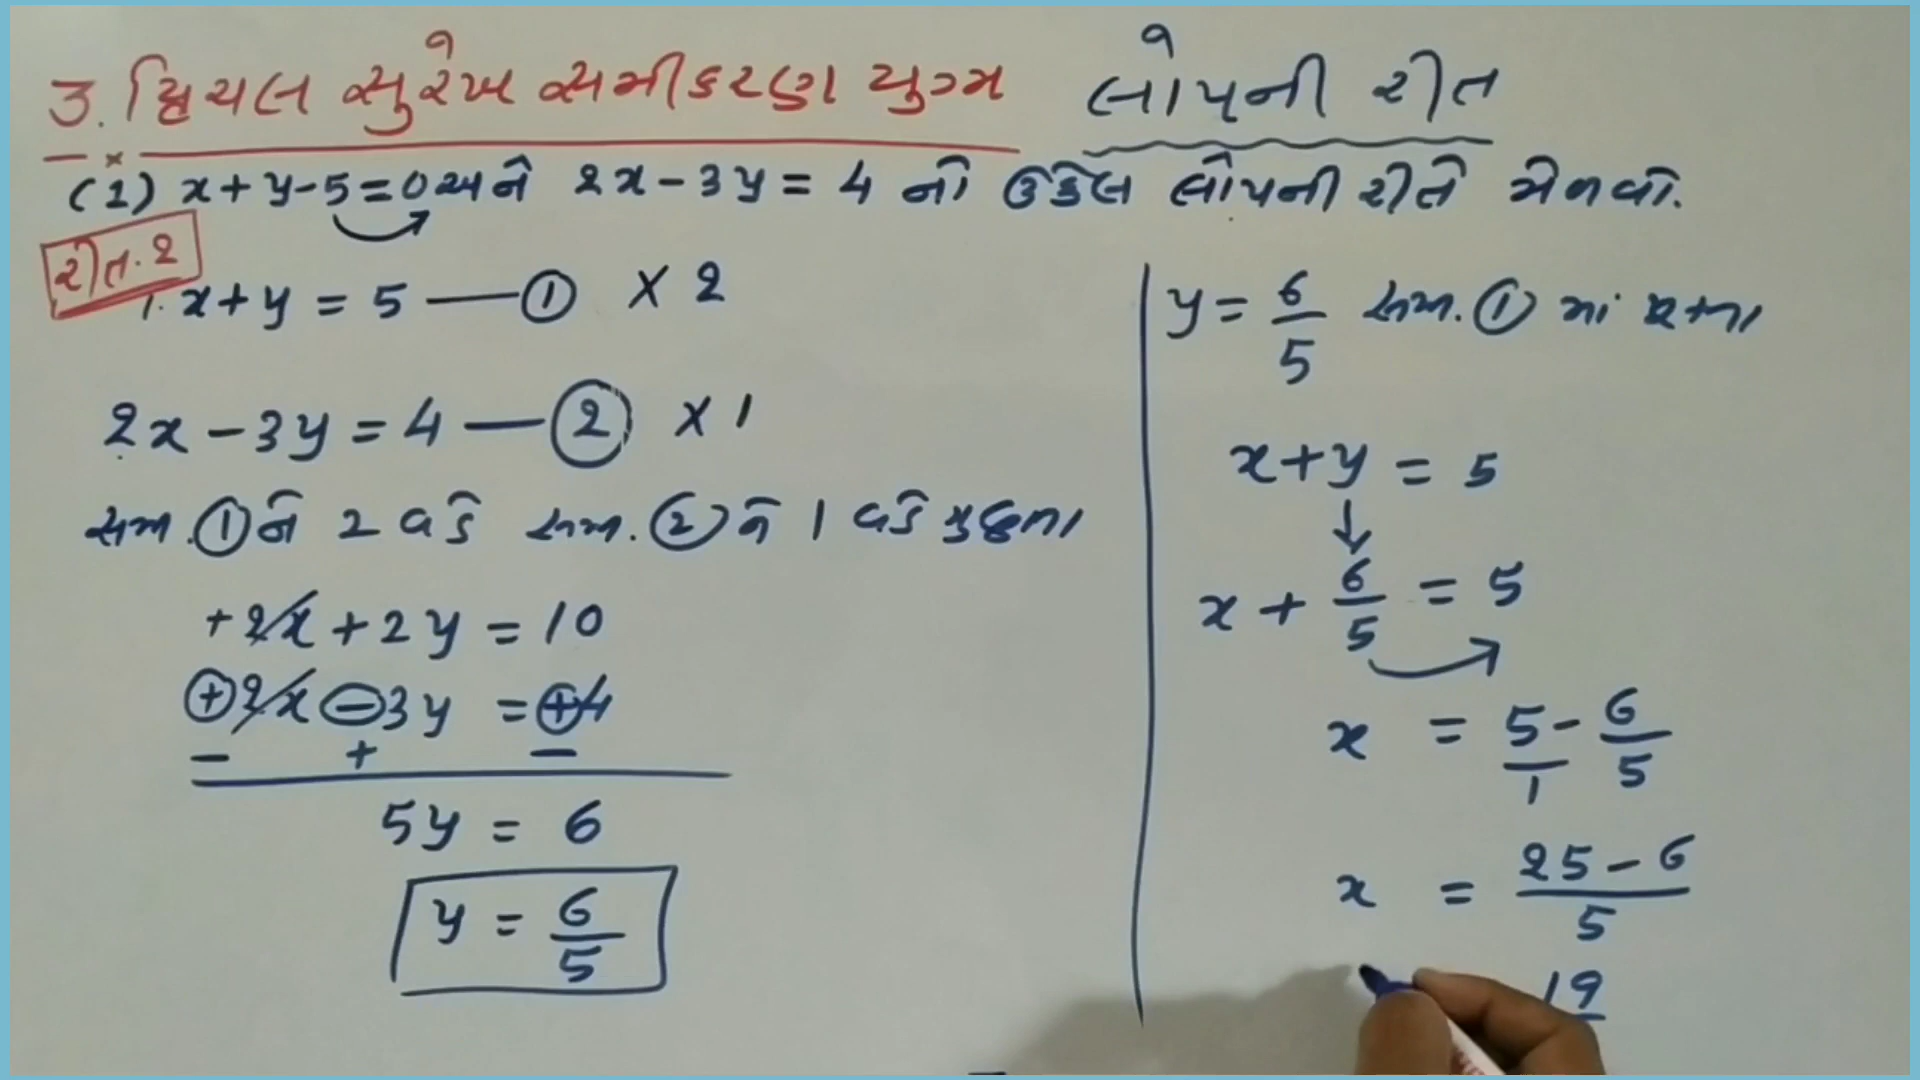 3. દ્વિચલ સુરેખ સમીકરણ યુગ્મ લોપની રીત
(1) x + y - 5 = 0 અને 2x - 3y = 4 નો ઉકેલ લોપની રીતે મેળવો.
રીત. 2
1. x + y = 5 — ① × 2
2x - 3y = 4 — ② × 1
સમ. ① ને 2 વડે સમ. ② ને 1 વડે ગુણતા
+ 2x + 2y = 10
+ 2x - 3y = + 4
- + -
5y = 6
y = 6/5
y = 6/5 સમ. ① માં મૂકતા
x + y = 5
↓
x + 6/5 = 5
x = 5/1 - 6/5
x = 25 - 6 / 5
19